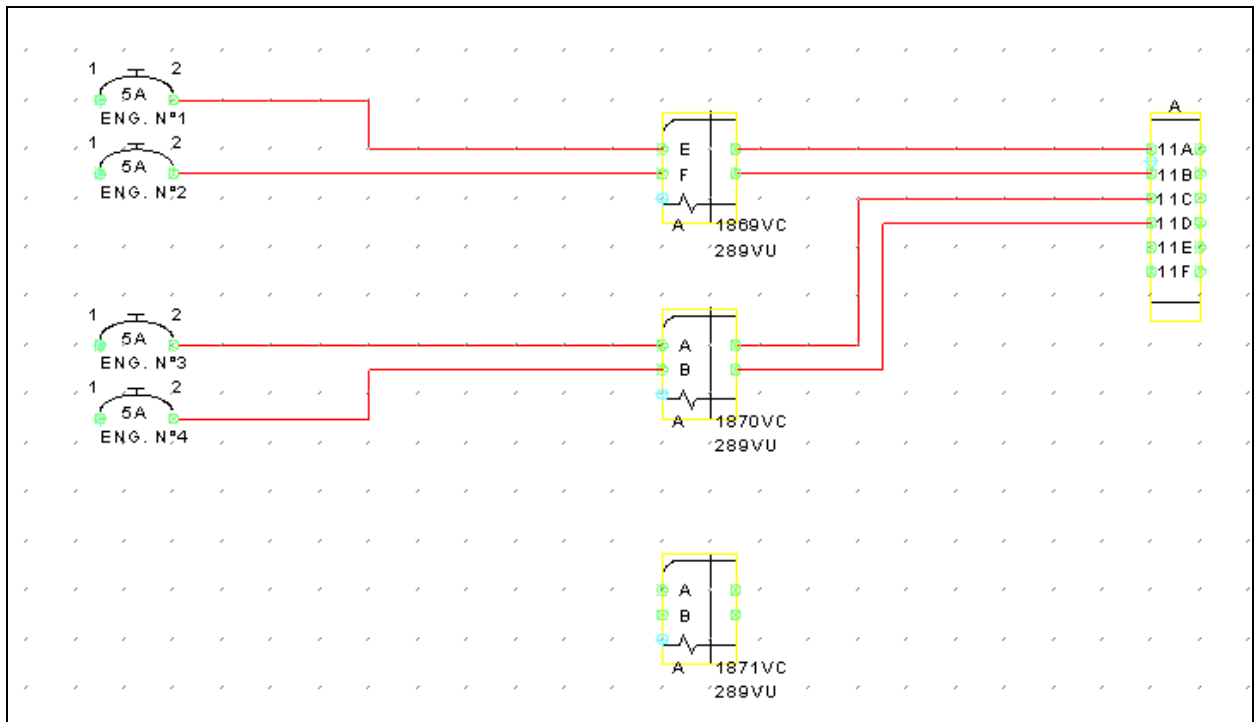 1 2
5A
ENG. N°1
1 2
5A
ENG. N°2
E
F
A 1869VC
289VU
A
11A
11B
11C
11D
11E
11F
1 2
5A
ENG. N°3
1 2
5A
ENG. N°4
A
B
A 1870VC
289VU
A
B
A 1871VC
289VU